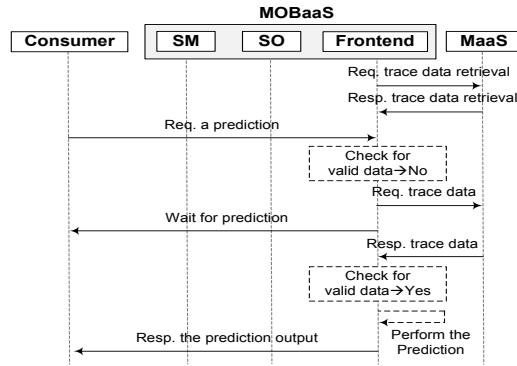 MOBaaS
Consumer SM SO Frontend MaaS
Req. trace data retrieval
Resp. trace data retrieval
Req. a prediction
Check for
valid data→No
Req. trace data
Wait for prediction
Resp. trace data
Check for
valid data→Yes
Resp. the prediction output
Perform the
Prediction